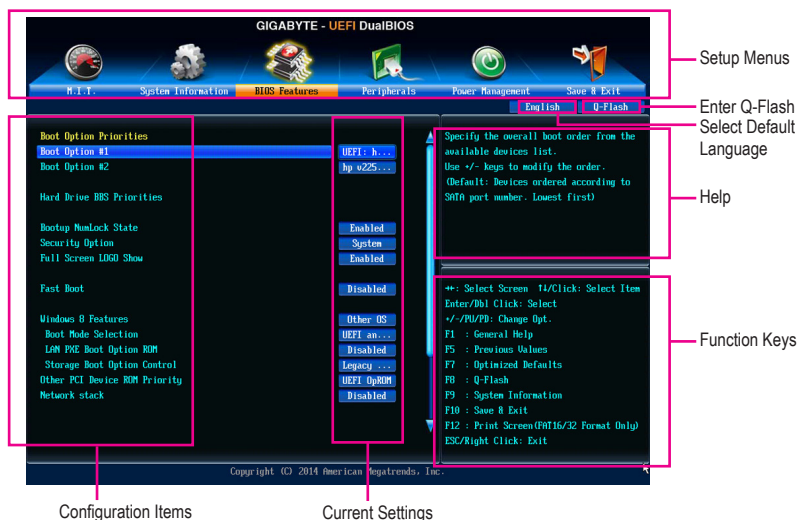 GIGABYTE - UEFI DualBIOS
M.I.T.
System Information
BIOS Features
Peripherals
Power Management
Save & Exit
English
Q-Flash
Setup Menus
Enter Q-Flash
Select Default
Language
Boot Option Priorities
Boot Option #1
UEFI: h...
Boot Option #2
hp v225...
Hard Drive BBS Priorities
Bootup NumLock State
Enabled
Security Option
System
Full Screen LOGO Show
Enabled
Fast Boot
Disabled
Windows 8 Features
Other OS
Boot Mode Selection
UEFI an...
LAN PXE Boot Option ROM
Disabled
Storage Boot Option Control
Legacy ...
Other PCI Device ROM Priority
UEFI OpROM
Network stack
Disabled
Specify the overall boot order from the
available devices list.
Use +/- keys to modify the order.
(Default: Devices ordered according to
SATA port number. Lowest first)
Help
→←: Select Screen ↑↓/Click: Select Item
Enter/Dbl Click: Select
+/-/PU/PD: Change Opt.
F1 : General Help
F5 : Previous Values
F7 : Optimized Defaults
F8 : Q-Flash
F9 : System Information
F10 : Save & Exit
F12 : Print Screen(FAT16/32 Format Only)
ESC/Right Click: Exit
Function Keys
Copyright (C) 2014 American Megatrends, Inc.
Configuration Items
Current Settings